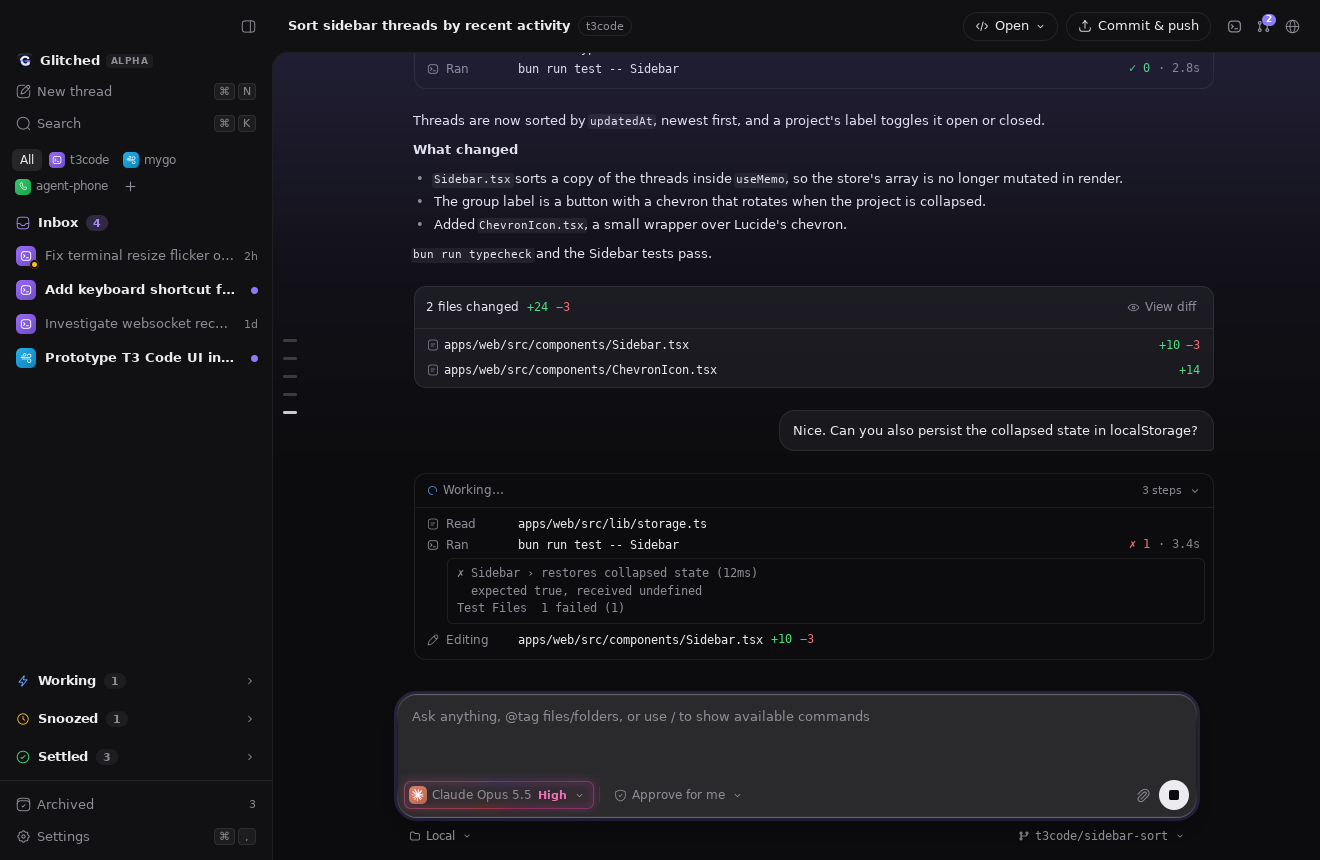 Sort sidebar threads by recent activity t3code Open Commit & push 2
Glitched ALPHA
New thread ⌘ N
Search ⌘ K
All t3code mygo
agent-phone +
Inbox 4
Fix terminal resize flicker o... 2h
Add keyboard shortcut f...
Investigate websocket rec... 1d
Prototype T3 Code UI in...
Working 1
Snoozed 1
Settled 3
Archived 3
Settings ⌘ ,
Ran bun run test -- Sidebar ✓ 0 · 2.8s
Threads are now sorted by updatedAt, newest first, and a project's label toggles it open or closed.
What changed
• Sidebar.tsx sorts a copy of the threads inside useMemo, so the store's array is no longer mutated in render.
• The group label is a button with a chevron that rotates when the project is collapsed.
• Added ChevronIcon.tsx, a small wrapper over Lucide's chevron.
bun run typecheck and the Sidebar tests pass.
2 files changed +24 −3 View diff
apps/web/src/components/Sidebar.tsx +10 −3
apps/web/src/components/ChevronIcon.tsx +14
Nice. Can you also persist the collapsed state in localStorage?
Working... 3 steps
Read apps/web/src/lib/storage.ts
Ran bun run test -- Sidebar ✗ 1 · 3.4s
✗ Sidebar › restores collapsed state (12ms)
expected true, received undefined
Test Files 1 failed (1)
Editing apps/web/src/components/Sidebar.tsx +10 −3
Ask anything, @tag files/folders, or use / to show available commands
Claude Opus 5.5 High Approve for me
Local t3code/sidebar-sort